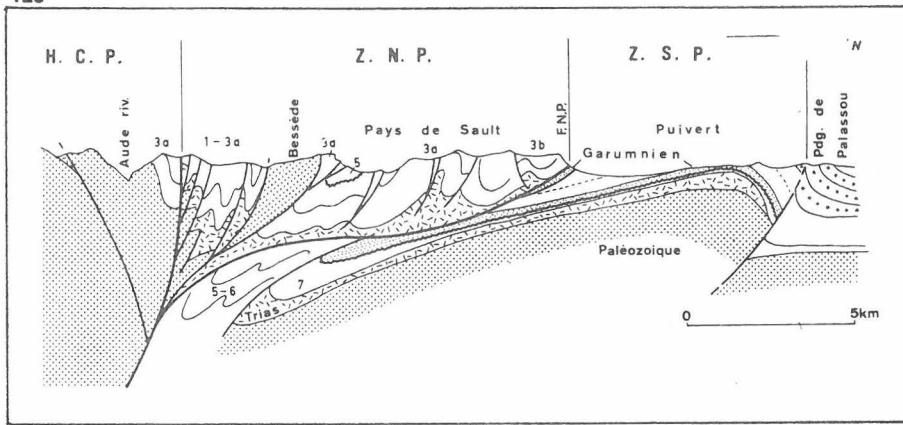 H. C. P. Z. N. P. Z. S. P. N
Aude riv.
3a
1-3a
Bessède
3a
5
Pays de Sault
3a
3b
F.N.P.
Puivert
Garumnien
Pdg. de
Palassou
Paléozoique
5-6
7
Trias
0 5km